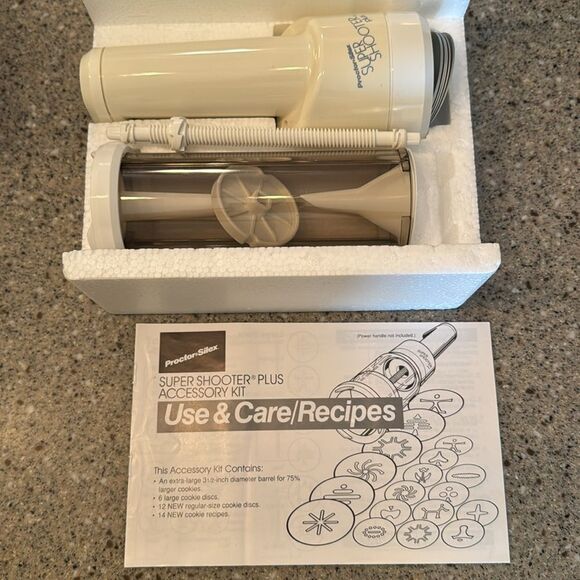 Proctor-Silex
SUPER
SHOOTER
Proctor-Silex
(Power handle not included.)
SUPER SHOOTER® PLUS
ACCESSORY KIT
Use & Care/Recipes
This Accessory Kit Contains:
• An extra-large 3½-inch diameter barrel for 75%
larger cookies.
• 6 large cookie discs.
• 12 NEW regular-size cookie discs.
• 14 NEW cookie recipes.